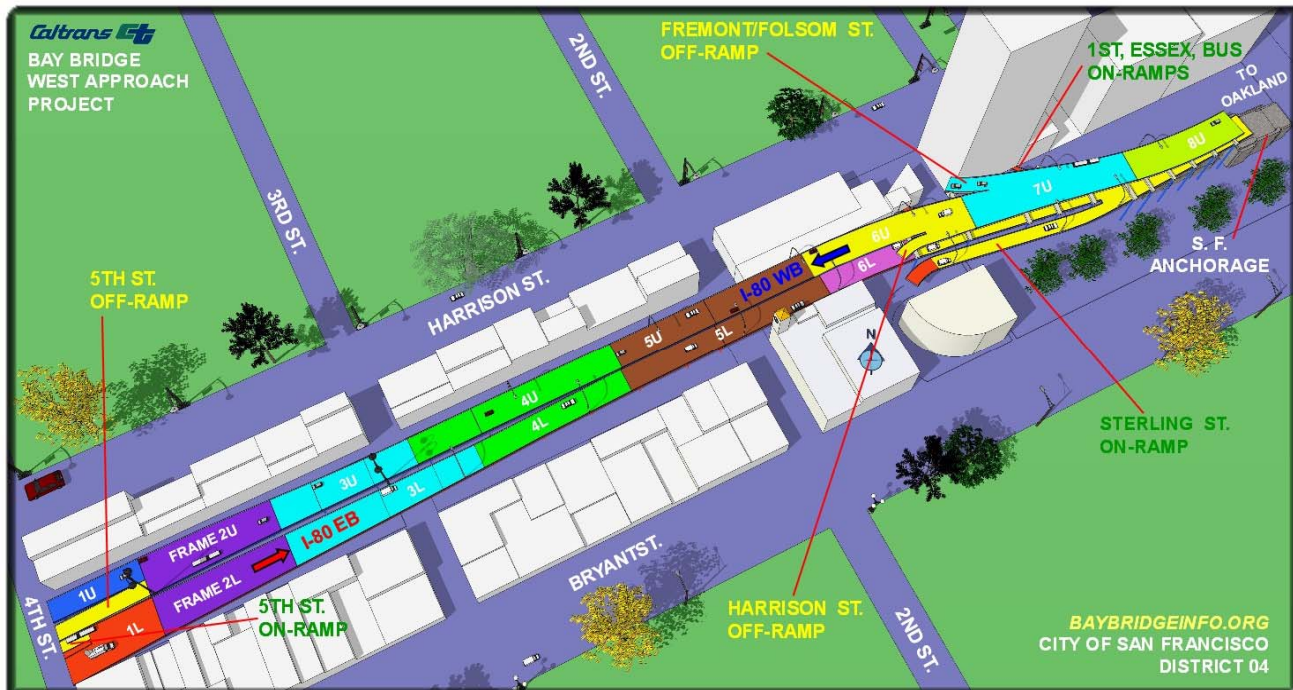 Caltrans
BAY BRIDGE
WEST APPROACH
PROJECT
FREMONT/FOLSOM ST.
OFF-RAMP
1ST, ESSEX, BUS
ON-RAMPS
TO
OAKLAND
2ND ST.
3RD ST.
HARRISON ST.
5TH ST.
OFF-RAMP
8U
7U
6U
6L
I-80 WB
S. F.
ANCHORAGE
N
5U
5L
4U
4L
3U
3L
I-80 EB
FRAME 2U
FRAME 2L
1U
1L
4TH ST.
5TH ST.
ON-RAMP
BRYANT ST.
STERLING ST.
ON-RAMP
HARRISON ST.
OFF-RAMP
2ND ST.
BAYBRIDGEINFO.ORG
CITY OF SAN FRANCISCO
DISTRICT 04